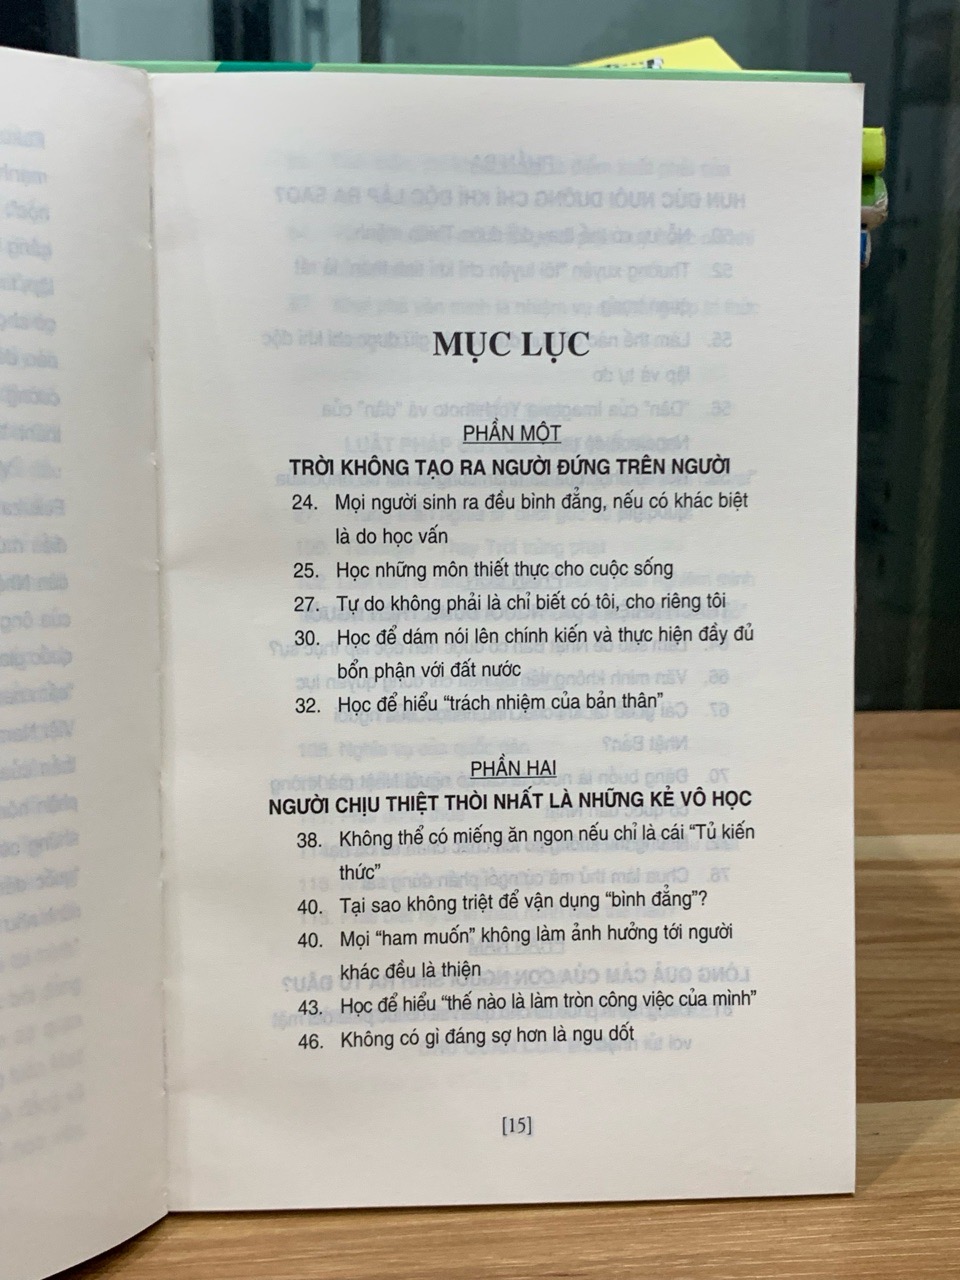 MỤC LỤC
PHẦN MỘT
TRỜI KHÔNG TẠO RA NGƯỜI ĐỨNG TRÊN NGƯỜI
24. Mọi người sinh ra đều bình đẳng, nếu có khác biệt
là do học vấn
25. Học những môn thiết thực cho cuộc sống
27. Tự do không phải là chỉ biết có tôi, cho riêng tôi
30. Học để dám nói lên chính kiến và thực hiện đầy đủ
bổn phận với đất nước
32. Học để hiểu “trách nhiệm của bản thân”
PHẦN HAI
NGƯỜI CHỊU THIỆT THÒI NHẤT LÀ NHỮNG KẺ VÔ HỌC
38. Không thể có miếng ăn ngon nếu chỉ là cái “Tủ kiến
thức”
40. Tại sao không triệt để vận dụng “bình đẳng”?
40. Mọi “ham muốn” không làm ảnh hưởng tới người
khác đều là thiện
43. Học để hiểu “thế nào là làm tròn công việc của mình”
46. Không có gì đáng sợ hơn là ngu dốt
[15]